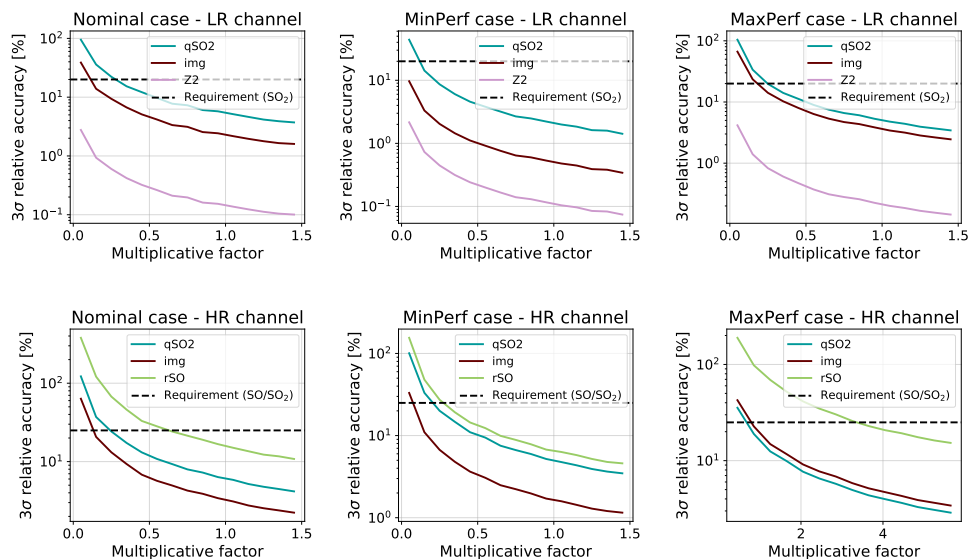 Nominal case - LR channel
3σ relative accuracy [%]
10²
10¹
10⁰
10⁻¹
qSO2
img
Z2
Requirement (SO₂)
0.0 0.5 1.0 1.5
Multiplicative factor
MinPerf case - LR channel
3σ relative accuracy [%]
10¹
10⁰
10⁻¹
qSO2
img
Z2
Requirement (SO₂)
0.0 0.5 1.0 1.5
Multiplicative factor
MaxPerf case - LR channel
3σ relative accuracy [%]
10²
10¹
10⁰
qSO2
img
Z2
Requirement (SO₂)
0.0 0.5 1.0 1.5
Multiplicative factor
Nominal case - HR channel
3σ relative accuracy [%]
10²
10¹
qSO2
img
rSO
Requirement (SO/SO₂)
0.0 0.5 1.0 1.5
Multiplicative factor
MinPerf case - HR channel
3σ relative accuracy [%]
10²
10¹
10⁰
qSO2
img
rSO
Requirement (SO/SO₂)
0.0 0.5 1.0 1.5
Multiplicative factor
MaxPerf case - HR channel
3σ relative accuracy [%]
10²
10¹
qSO2
img
rSO
Requirement (SO/SO₂)
2 4
Multiplicative factor